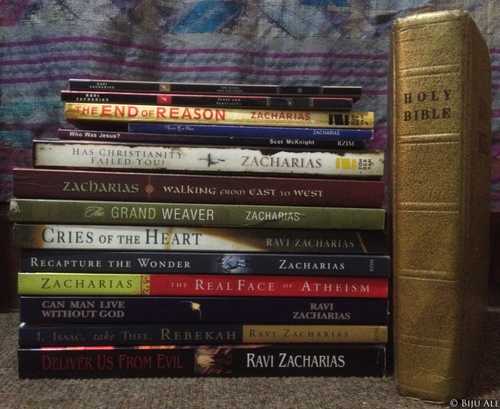 RAVI ZACHARIAS
THE END OF REASON ZACHARIAS
ZACHARIAS
Who Was Jesus? Scot McKnight RZIM
HAS CHRISTIANITY FAILED YOU? ZACHARIAS
ZACHARIAS WALKING FROM EAST TO WEST
The GRAND WEAVER ZACHARIAS
CRIES OF THE HEART RAVI ZACHARIAS
RECAPTURE THE WONDER ZACHARIAS
ZACHARIAS THE REAL FACE OF ATHEISM
CAN MAN LIVE WITHOUT GOD RAVI ZACHARIAS
I, ISAAC, take THEE, REBEKAH RAVI ZACHARIAS
DELIVER US FROM EVIL RAVI ZACHARIAS
HOLY
BIBLE
© BIJU ALI